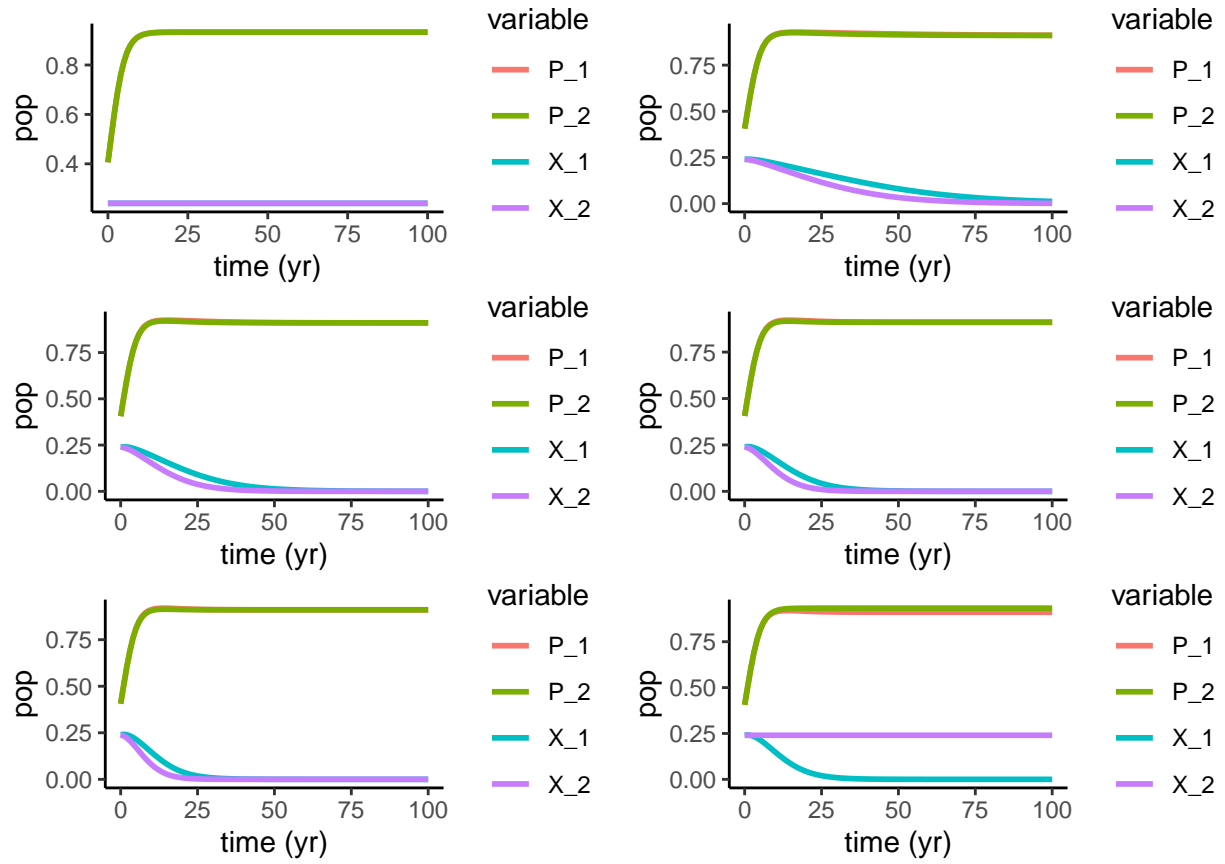 variable
pop
0.8
0.6
0.4
0 25 50 75 100
time (yr)
P_1
P_2
X_1
X_2
variable
pop
0.75
0.50
0.25
0.00
0 25 50 75 100
time (yr)
P_1
P_2
X_1
X_2
variable
pop
0.75
0.50
0.25
0.00
0 25 50 75 100
time (yr)
P_1
P_2
X_1
X_2
variable
pop
0.75
0.50
0.25
0.00
0 25 50 75 100
time (yr)
P_1
P_2
X_1
X_2
variable
pop
0.75
0.50
0.25
0.00
0 25 50 75 100
time (yr)
P_1
P_2
X_1
X_2
variable
pop
0.75
0.50
0.25
0.00
0 25 50 75 100
time (yr)
P_1
P_2
X_1
X_2